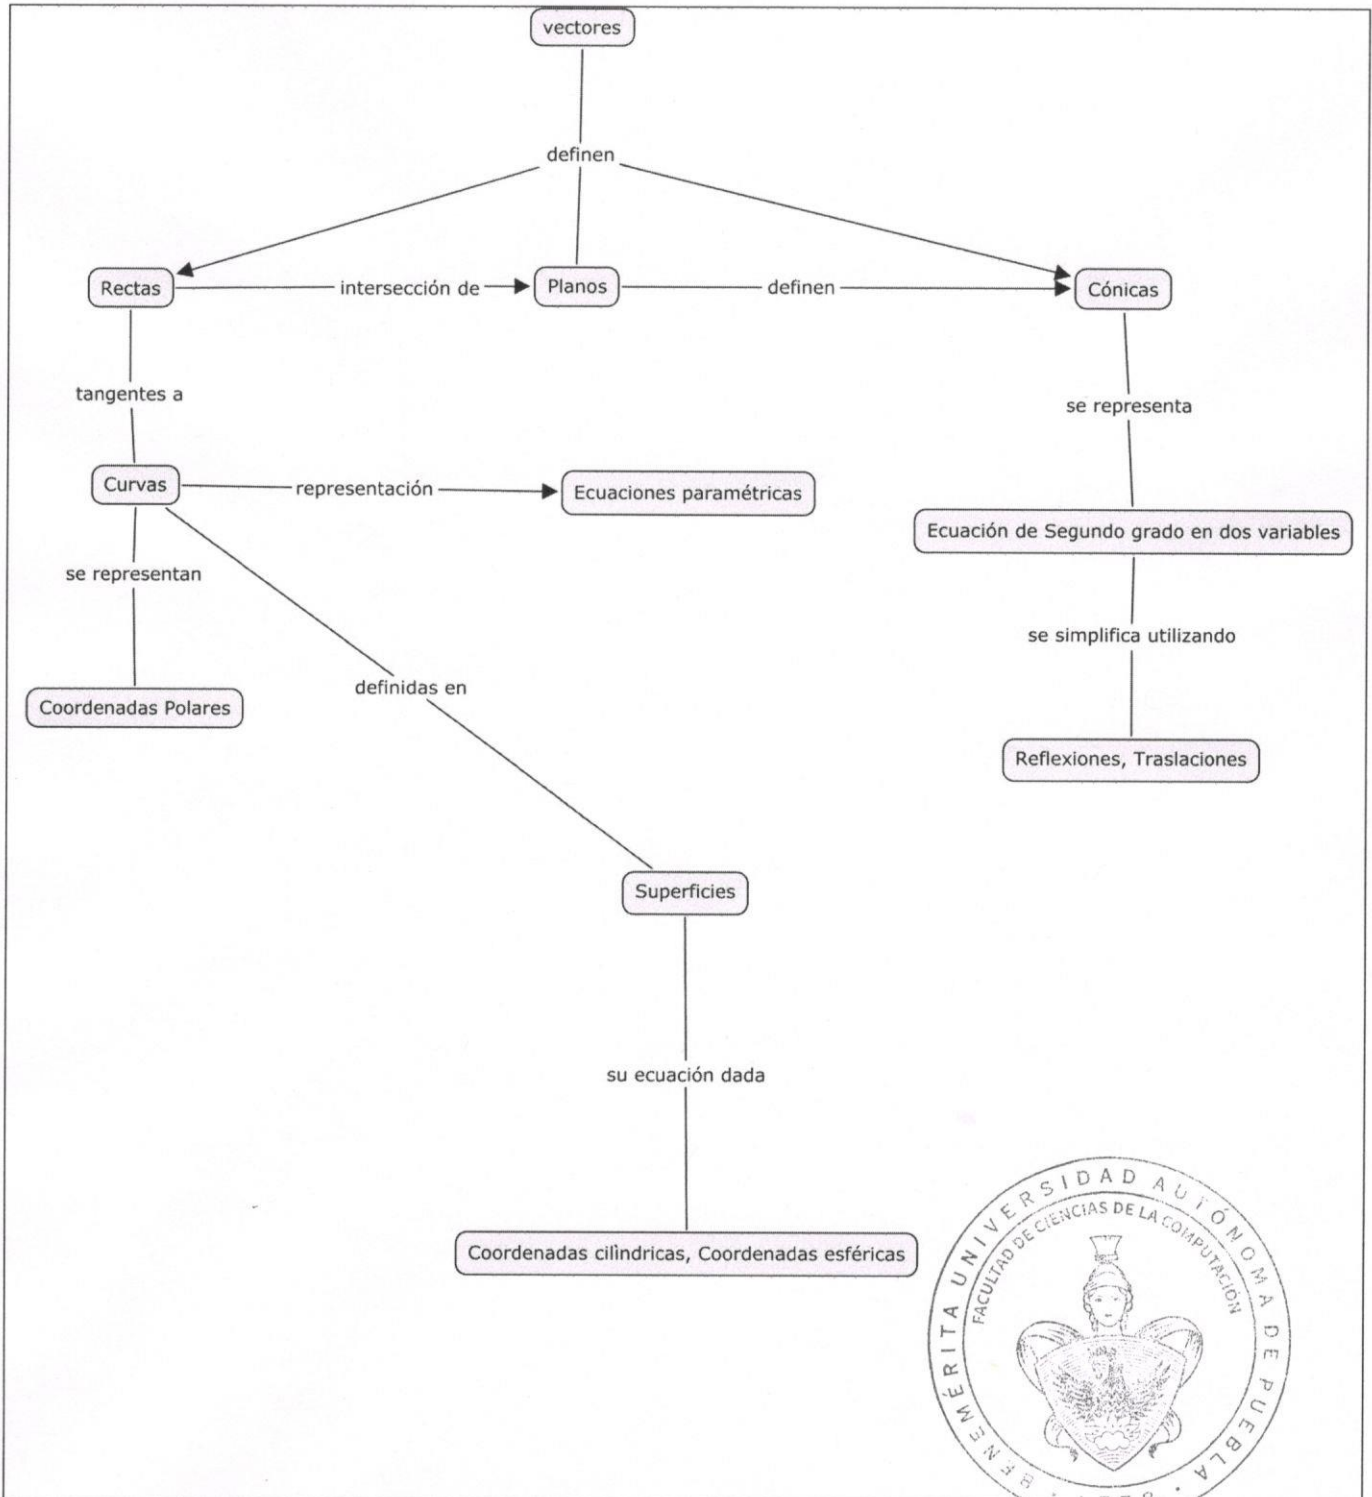 vectores
definen
Rectas
intersección de
Planos
definen
Cónicas
tangentes a
se representa
Curvas
representación
Ecuaciones paramétricas
Ecuación de Segundo grado en dos variables
se representan
se simplifica utilizando
definidas en
Coordenadas Polares
Reflexiones, Traslaciones
Superficies
su ecuación dada
Coordenadas cilìndricas, Coordenadas esféricas
BENEMÉRITA UNIVERSIDAD AUTÓNOMA DE PUEBLA
FACULTAD DE CIENCIAS DE LA COMPUTACIÓN